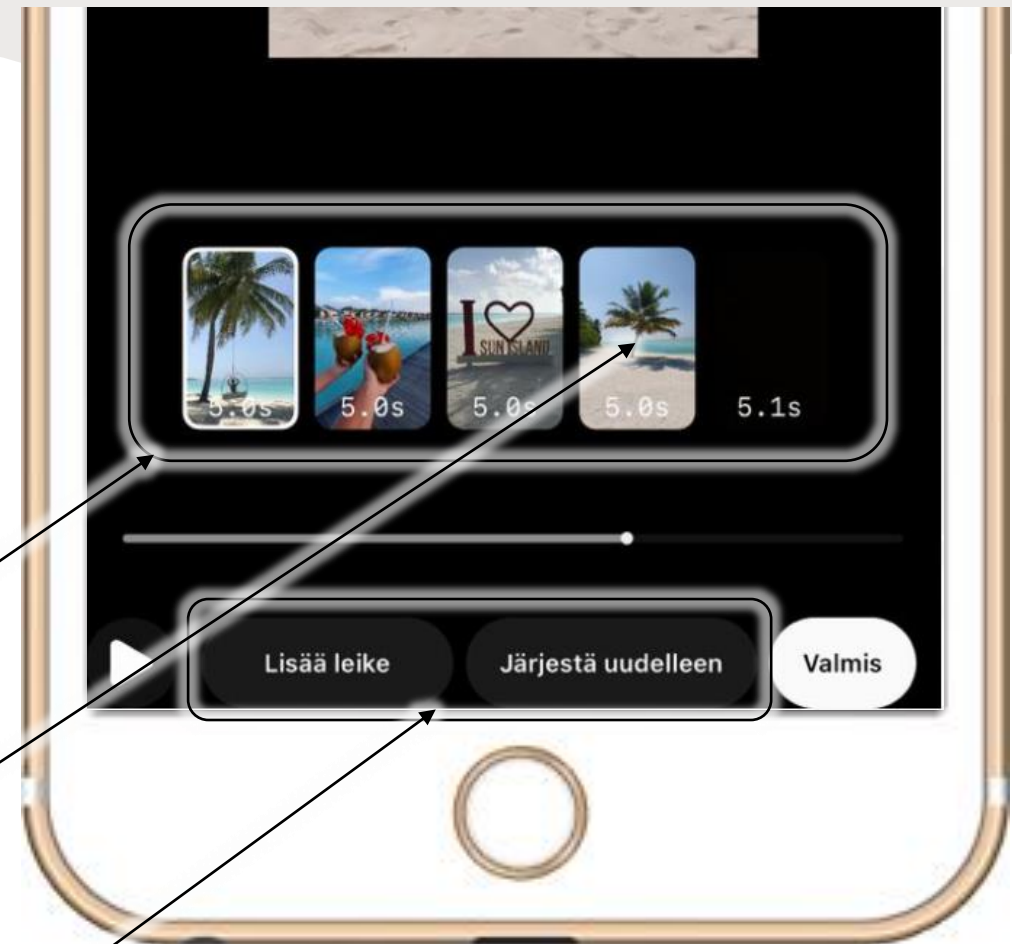 I
SUN ISLAND
5.0s 5.0s 5.0s 5.0s 5.1s
Lisää leike Järjestä uudelleen Valmis